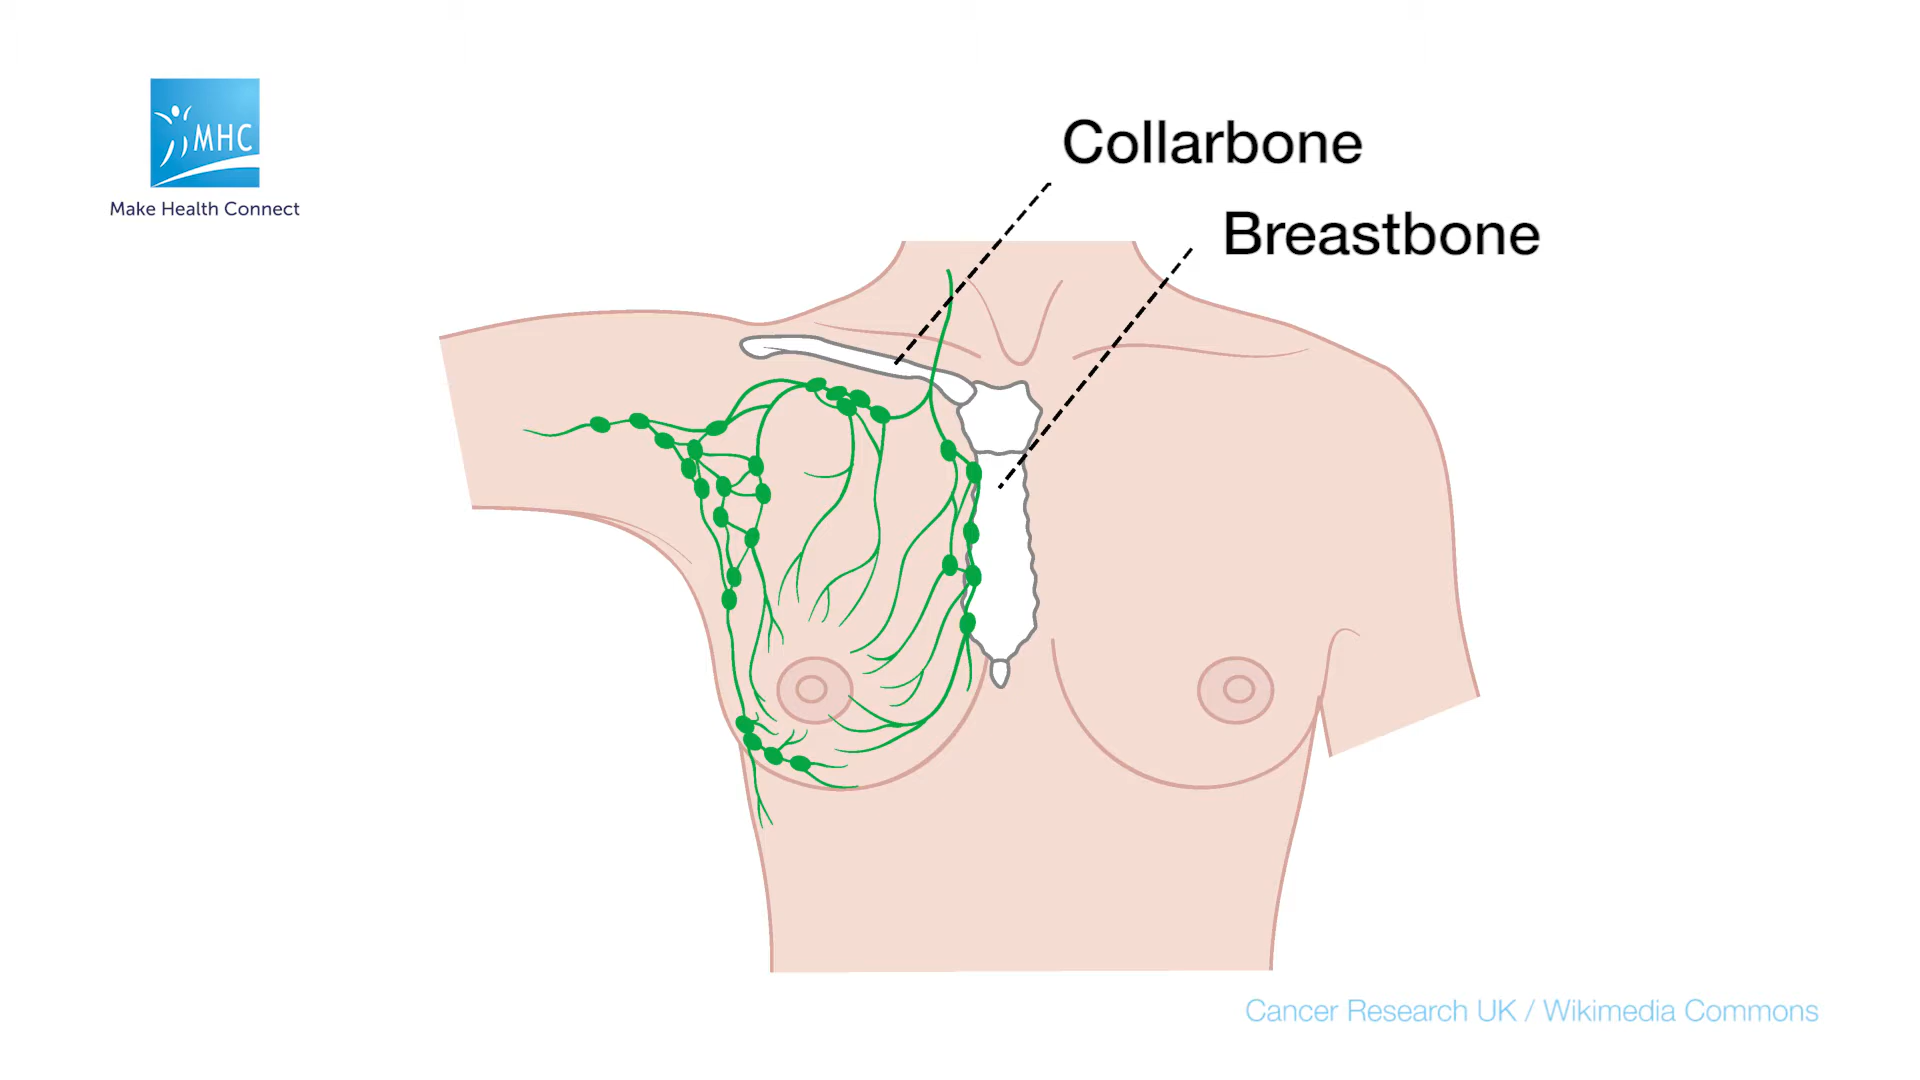 MHC
Make Health Connect
Collarbone
Breastbone
Cancer Research UK / Wikimedia Commons